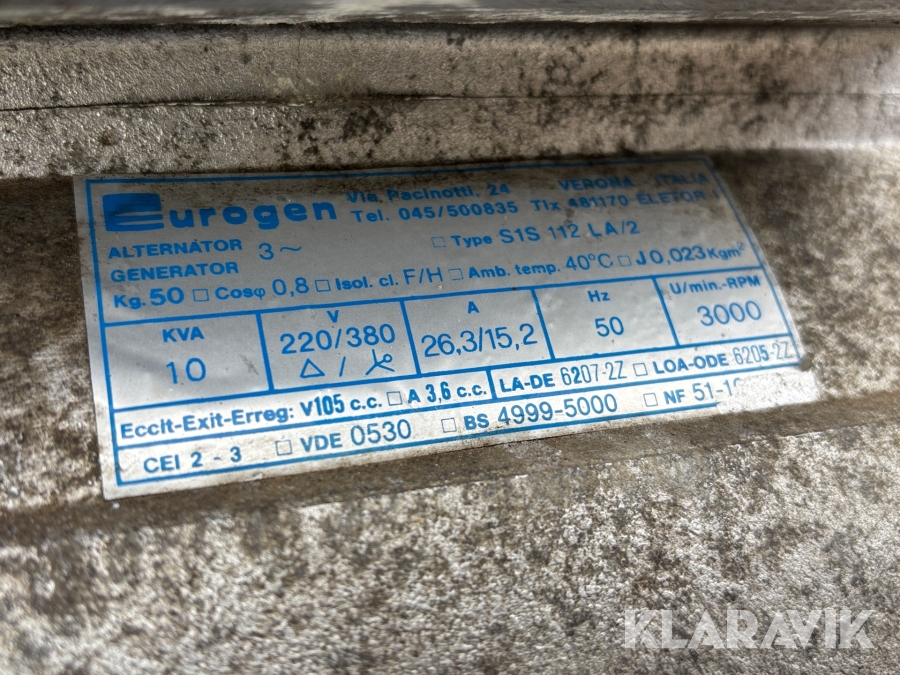 Eurogen Via. Pacinotti, 24 VERONA ITALIA
Tel. 045/500835 Tlx 481170 ELETOR
ALTERNATOR 3~ □ Type S1S 112 LA/2
GENERATOR
Kg. 50 □ Cosφ 0,8 □ Isol. cl. F/H □ Amb. temp. 40°C □ J 0,023 Kgm²
KVA V A Hz U/min.-RPM
10 220/380 26,3/15,2 50 3000
△ /
Eccit-Exit-Erreg: V105 c.c. □ A 3,6 c.c. LA-DE 6207-2Z □ LOA-ODE 6205-2Z
CEI 2 - 3 □ VDE 0530 □ BS 4999-5000 □ NF 51-1
KLARAVIK